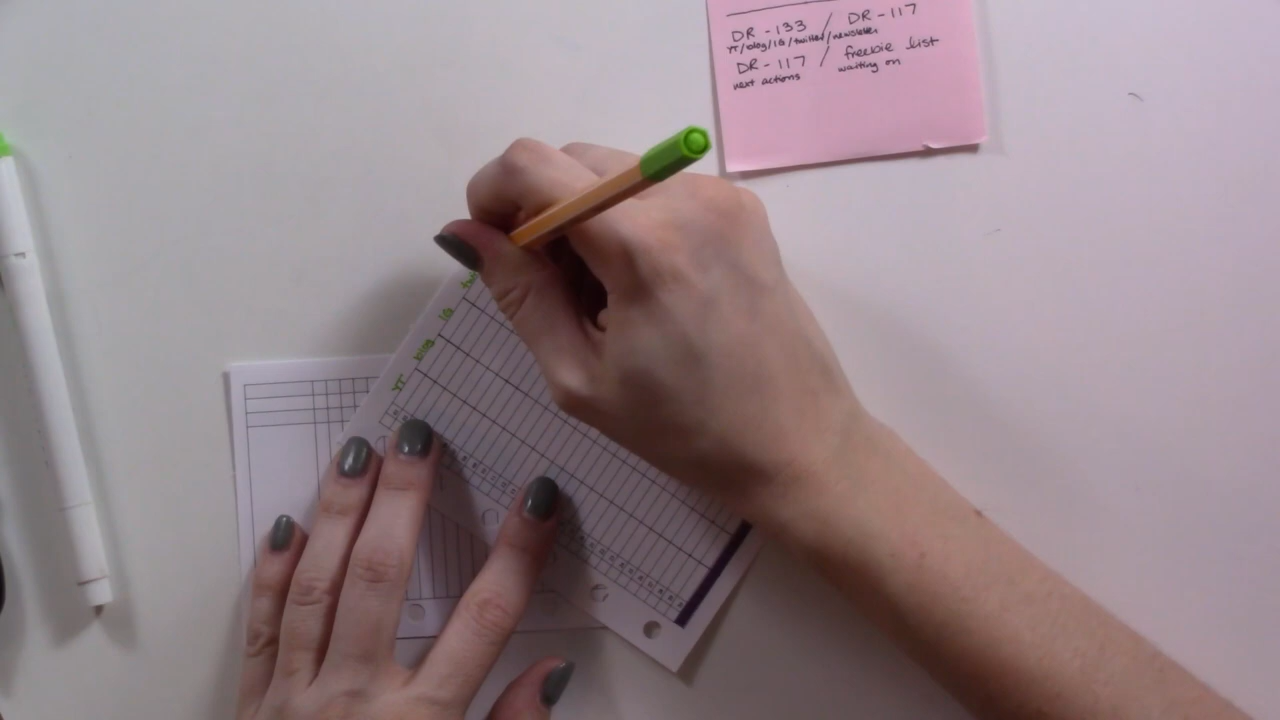 DR - 133 / DR - 117
YT/blog/IG/twitter/newsletter
DR - 117 / freebie list
next actions waiting on
twi
IG
blog
YT